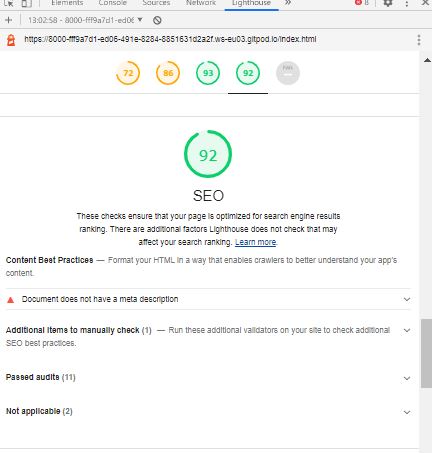 Elements Console Sources Network Lighthouse » 8
13:02:58 - 8000-fff9a7d1-ed06
https://8000-fff9a7d1-ed06-491e-8284-8851631d2a2f.ws-eu03.gitpod.io/index.html
72 86 93 92 PWA
92
SEO
These checks ensure that your page is optimized for search engine results
ranking. There are additional factors Lighthouse does not check that may
affect your search ranking. Learn more.
Content Best Practices — Format your HTML in a way that enables crawlers to better understand your app's
content.
Document does not have a meta description
Additional items to manually check (1) — Run these additional validators on your site to check additional
SEO best practices.
Passed audits (11)
Not applicable (2)